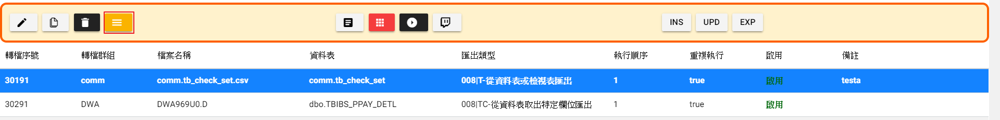 INS UPD EXP
轉檔序號 轉檔群組 檔案名稱 資料表 匯出類型 執行順序 重複執行 啟用 備註
30191 comm comm.tb_check_set.csv comm.tb_check_set 008|T-從資料表或檢視表匯出 1 true 啟用 testa
30291 DWA DWA969U0.D dbo.TBIBS_PPAY_DETL 008|TC-從資料表取出特定欄位匯出 1 true 啟用